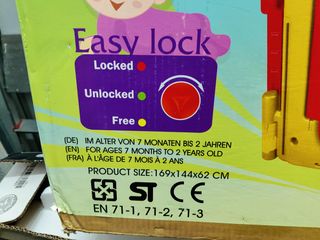 Easy lock
Locked
Unlocked
Free
(DE) IM ALTER VON 7 MONATEN BIS 2 JAHREN
(EN) FOR AGES 7 MONTHS TO 2 YEARS OLD
(FRA) À L'ÂGE DE 7 MOIS À 2 ANS
PRODUCT SIZE:169x144x62 CM
ST CE
EN 71-1, 71-2, 71-3